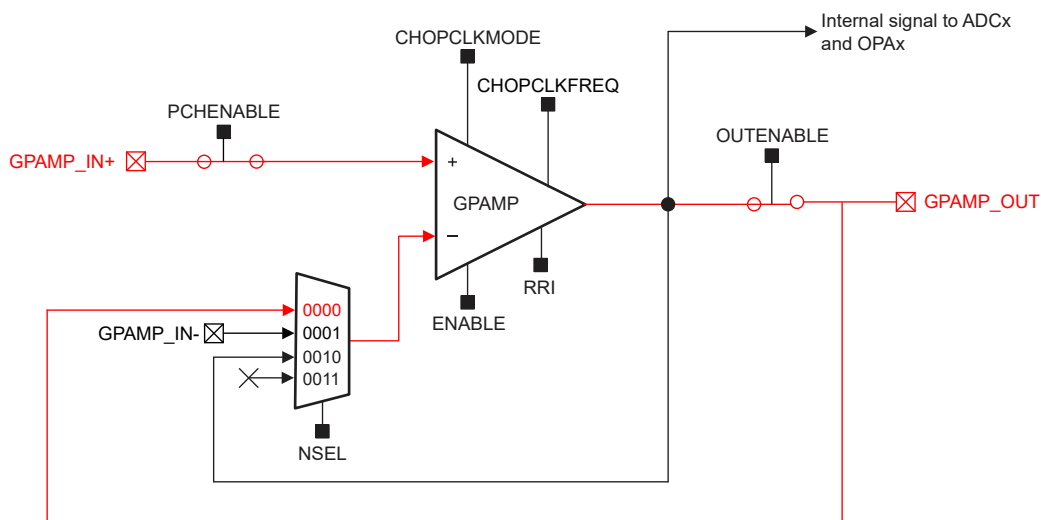 Internal signal to ADCx
and OPAx
CHOPCLKMODE
CHOPCLKFREQ
PCHENABLE
OUTENABLE
GPAMP_IN+
+
GPAMP
GPAMP_OUT
−
RRI
ENABLE
0000
GPAMP_IN-
0001
0010
0011
NSEL